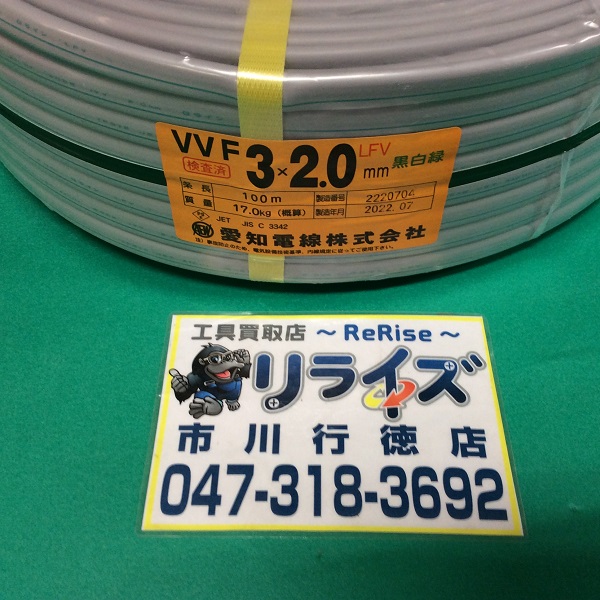 VVF 3×2.0mm LFV 黒白緑
検査済
条長 100m 製造番号 2220704
質量 17.0kg(概算) 製造年月 2022.07
JET JIS C 3342
愛知電線株式会社
工具買取店 ～ReRise～
リライズ
市川行徳店
047-318-3692